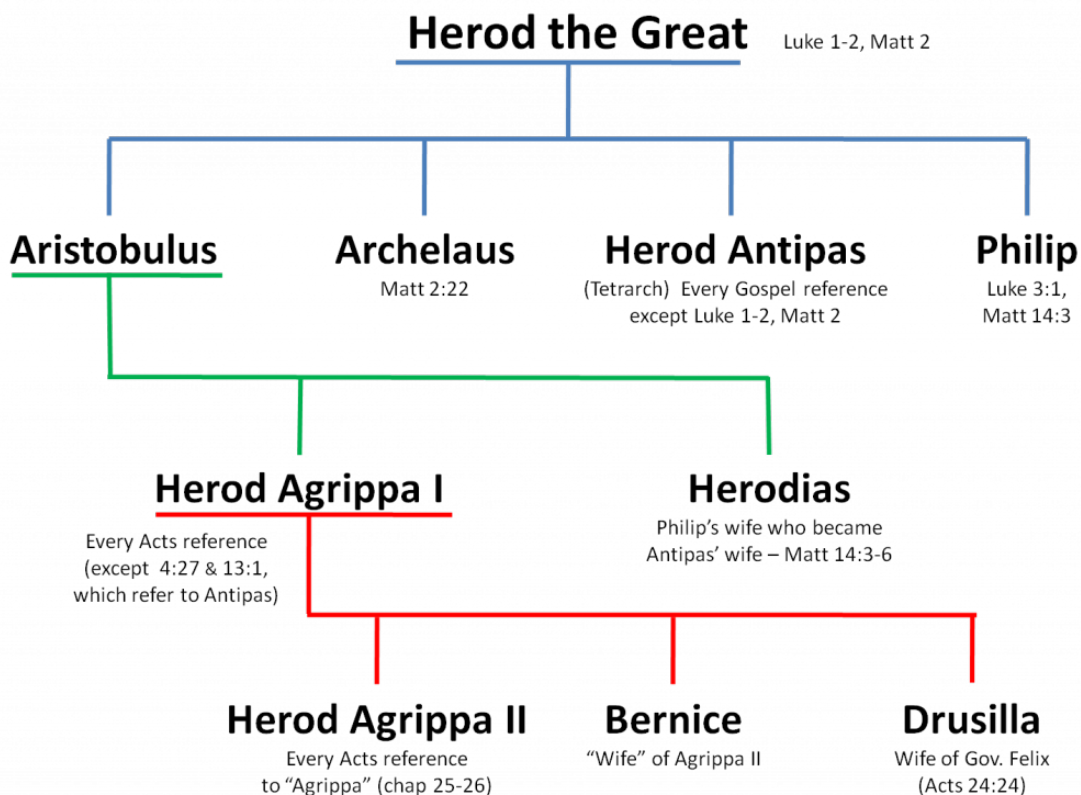 Herod the Great
Luke 1-2, Matt 2
Aristobulus
Archelaus
Matt 2:22
Herod Antipas
(Tetrarch) Every Gospel reference
except Luke 1-2, Matt 2
Philip
Luke 3:1,
Matt 14:3
Herod Agrippa I
Every Acts reference
(except 4:27 & 13:1,
which refer to Antipas)
Herodias
Philip's wife who became
Antipas' wife – Matt 14:3-6
Herod Agrippa II
Every Acts reference
to “Agrippa” (chap 25-26)
Bernice
“Wife” of Agrippa II
Drusilla
Wife of Gov. Felix
(Acts 24:24)